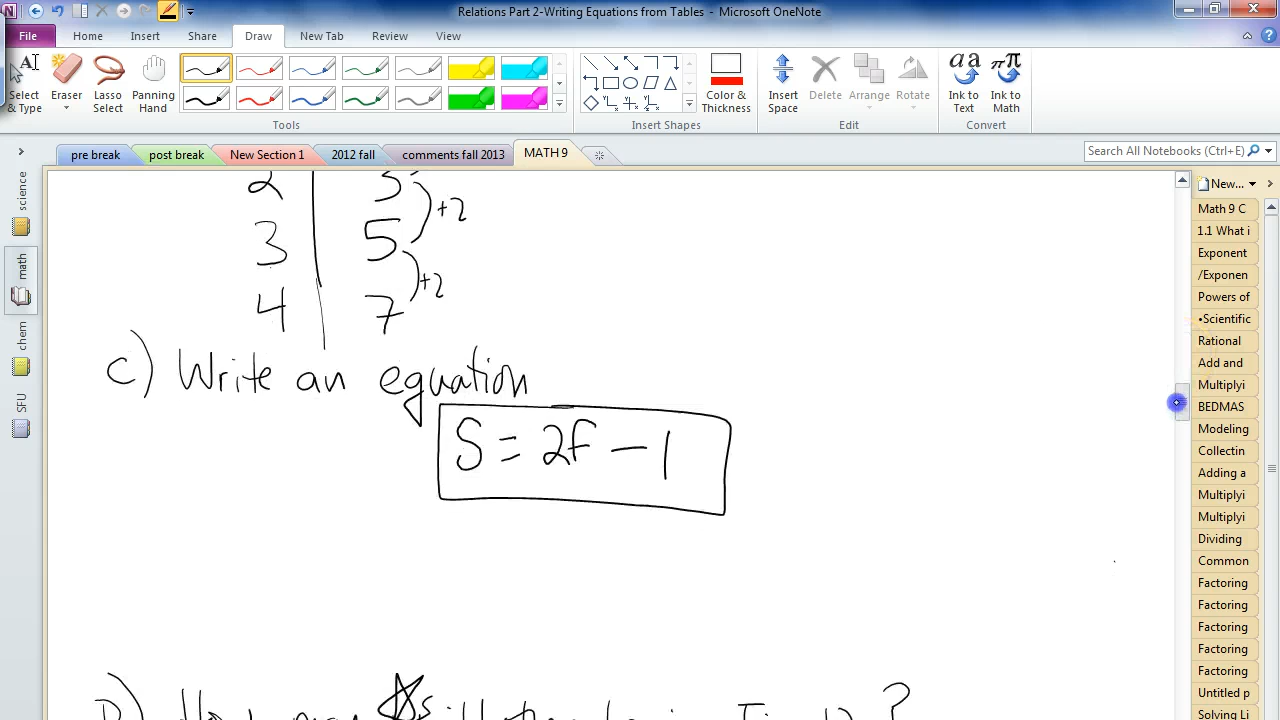 Relations Part 2-Writing Equations from Tables - Microsoft OneNote
File Home Insert Share Draw Hand Tab Review View
Select & Type
Eraser
Lasso Select
Panning Hand
Color & Thickness
Insert Space
Delete
Arrange
Rotate
Ink to Text
Ink to Math
Tools
Insert Shapes
Edit
Convert
pre break post break New Section 1 2012 fall comments fall 2013 MATH 9
Search All Notebooks (Ctrl+E)
science
math
chem
SFU
2 3
+2
3 5
+2
4 7
C) Write an equation
S = 2F - 1
New...
Math 9 C
1.1 What i
Exponent
/Exponen
Powers of
•Scientific
Rational
Add and
Multiplyi
BEDMAS
Modeling
Collectin
Adding a
Multiplyi
Multiplyi
Dividing
Common
Factoring
Factoring
Factoring
Factoring
Factoring
Untitled p
Solving Li